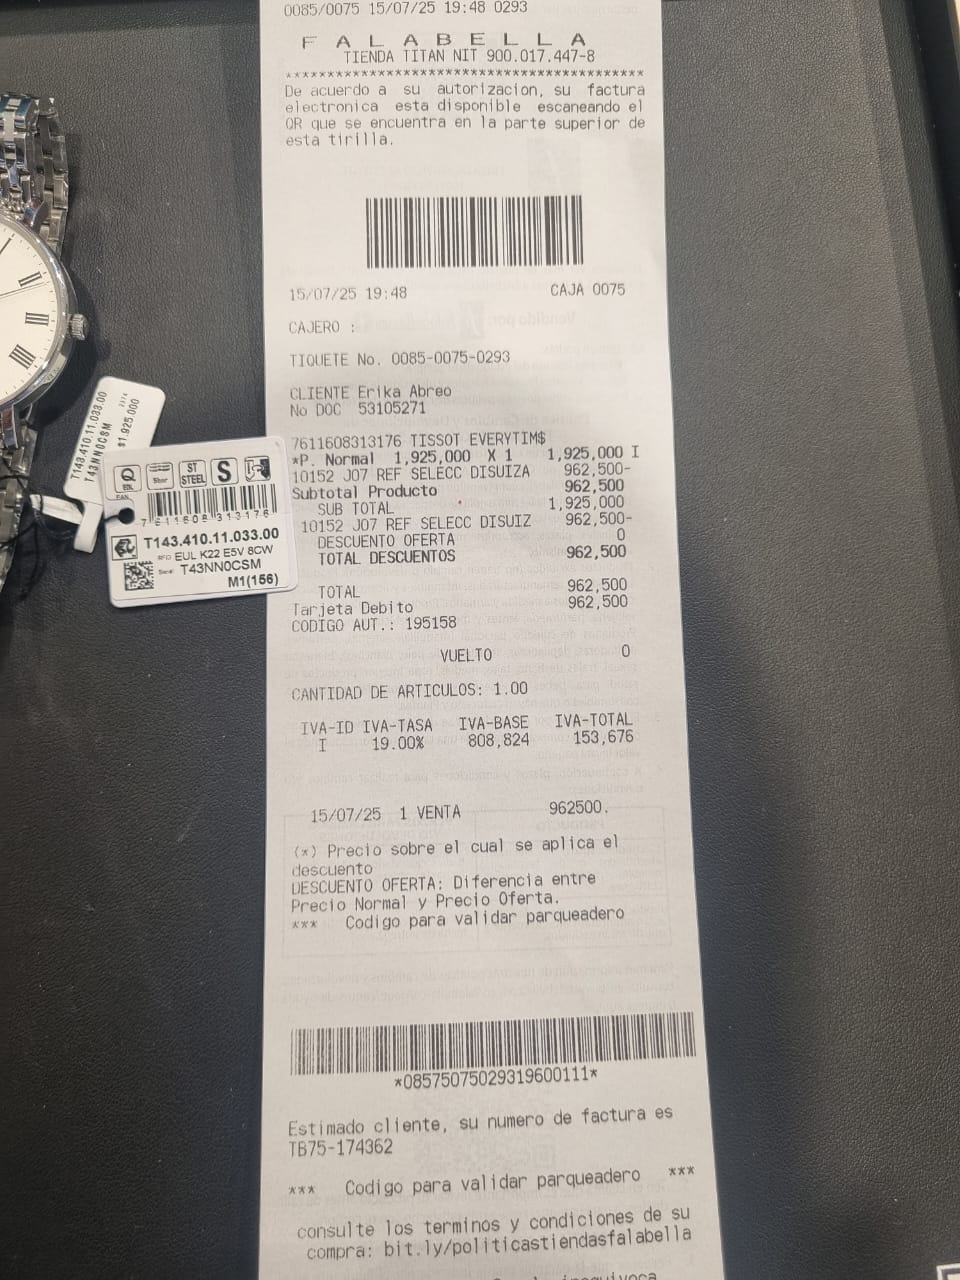 0085/0075 15/07/25 19:48 0293
F A L A B E L L A
TIENDA TITAN NIT 900.017.447-8
*******************************************
De acuerdo a su autorizacion, su factura
electronica esta disponible escaneando el
QR que se encuentra en la parte superior de
esta tirilla.
15/07/25 19:48 CAJA 0075
CAJERO :
TIQUETE No. 0085-0075-0293
CLIENTE Erika Abreo
No DOC 53105271
7611608313176 TISSOT EVERYTIM$
*P. Normal 1,925,000 X 1 1,925,000 I
10152 J07 REF SELECC DISUIZA 962,500-
Subtotal Producto 962,500
SUB TOTAL 1,925,000
10152 J07 REF SELECC DISUIZ 962,500-
DESCUENTO OFERTA 0
TOTAL DESCUENTOS 962,500
TOTAL 962,500
Tarjeta Debito 962,500
CODIGO AUT.: 195158
VUELTO 0
CANTIDAD DE ARTICULOS: 1.00
IVA-ID IVA-TASA IVA-BASE IVA-TOTAL
I 19.00% 808,824 153,676
15/07/25 1 VENTA 962500.
(*) Precio sobre el cual se aplica el
descuento
DESCUENTO OFERTA: Diferencia entre
Precio Normal y Precio Oferta.
*** Codigo para validar parqueadero
*08575075029319600111*
Estimado cliente, su numero de factura es
TB75-174362
*** Codigo para validar parqueadero ***
consulte los terminos y condiciones de su
compra: bit.ly/politicastiendasfalabella
T143.410.11.033.00
T43NN0CSM
$1.925.000
Q
ST
STEEL
S
EAN
7 611608 313176
T143.410.11.033.00
EUL K22 E5V 8CW
T43NN0CSM
M1(156)